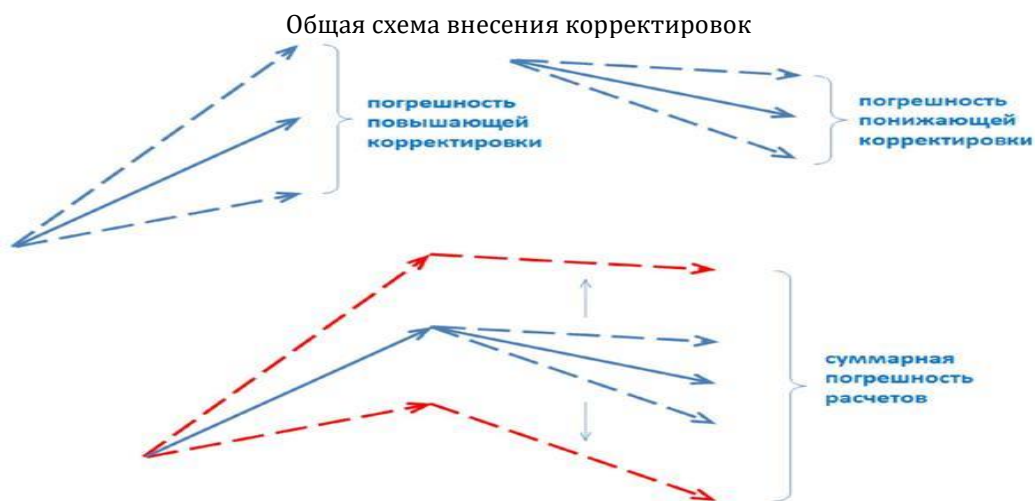 Общая схема внесения корректировок
погрешность
повышающей
корректировки
погрешность
понижающей
корректировки
суммарная
погрешность
расчетов